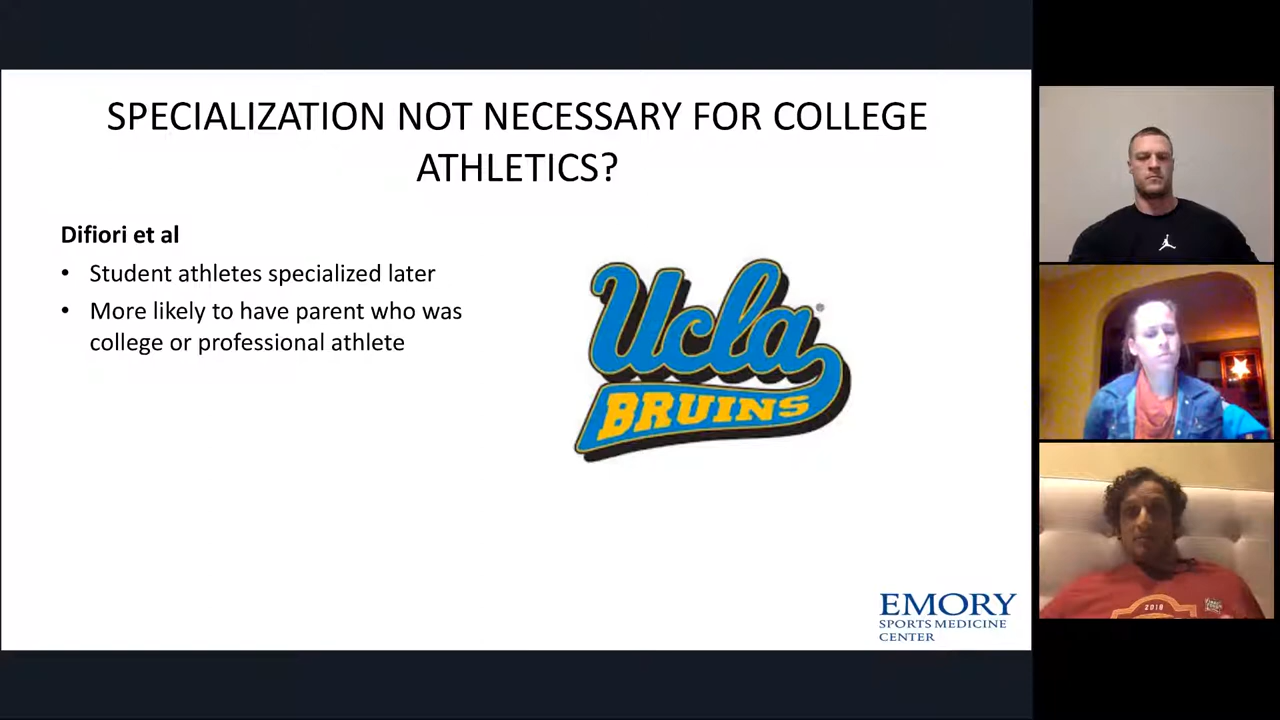 SPECIALIZATION NOT NECESSARY FOR COLLEGE
ATHLETICS?
Difiori et al
• Student athletes specialized later
• More likely to have parent who was
college or professional athlete
Ucla®
BRUINS
EMORY
SPORTS MEDICINE
CENTER
2018